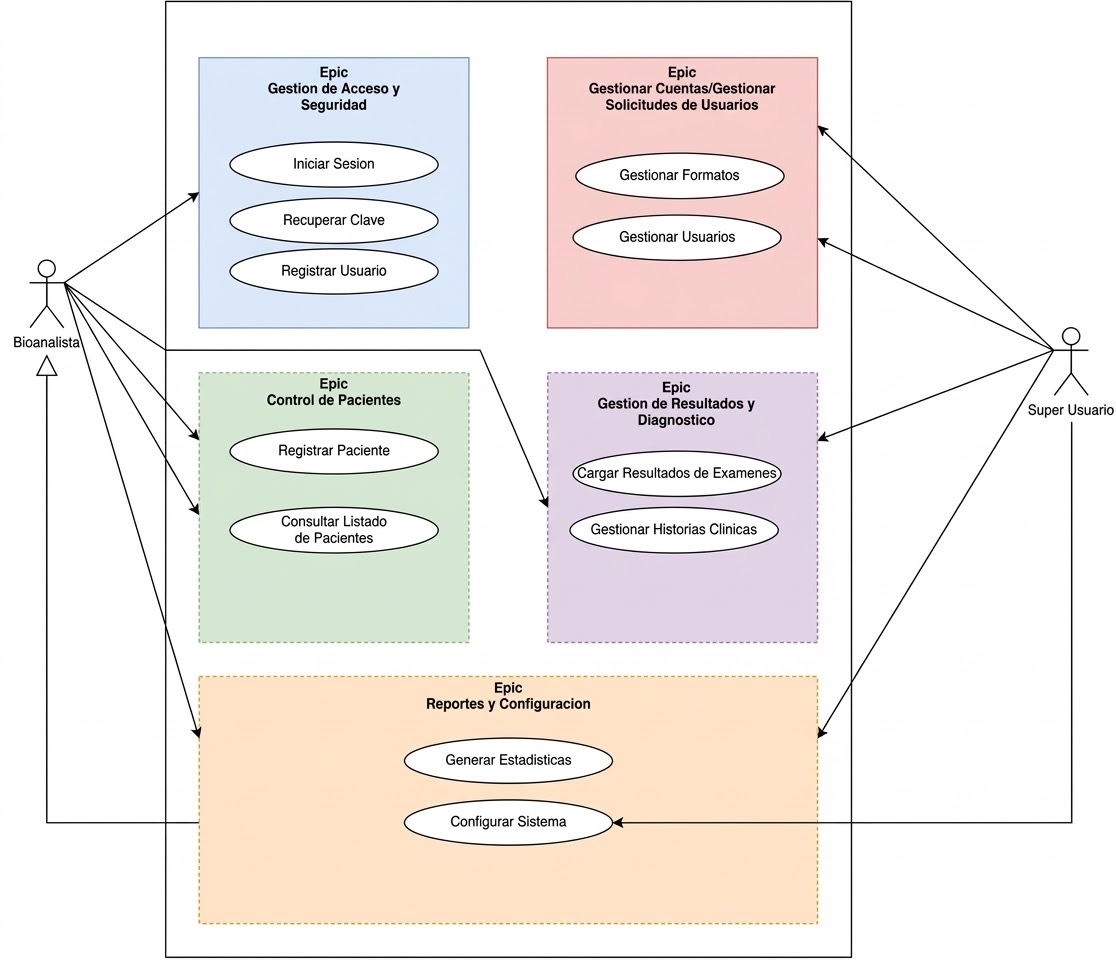 Epic
Gestion de Acceso y
Seguridad
Iniciar Sesion
Recuperar Clave
Registrar Usuario
Epic
Gestionar Cuentas/Gestionar
Solicitudes de Usuarios
Gestionar Formatos
Gestionar Usuarios
Bioanalista
Super Usuario
Epic
Control de Pacientes
Registrar Paciente
Consultar Listado
de Pacientes
Epic
Gestion de Resultados y
Diagnostico
Cargar Resultados de Examenes
Gestionar Historias Clinicas
Epic
Reportes y Configuracion
Generar Estadisticas
Configurar Sistema